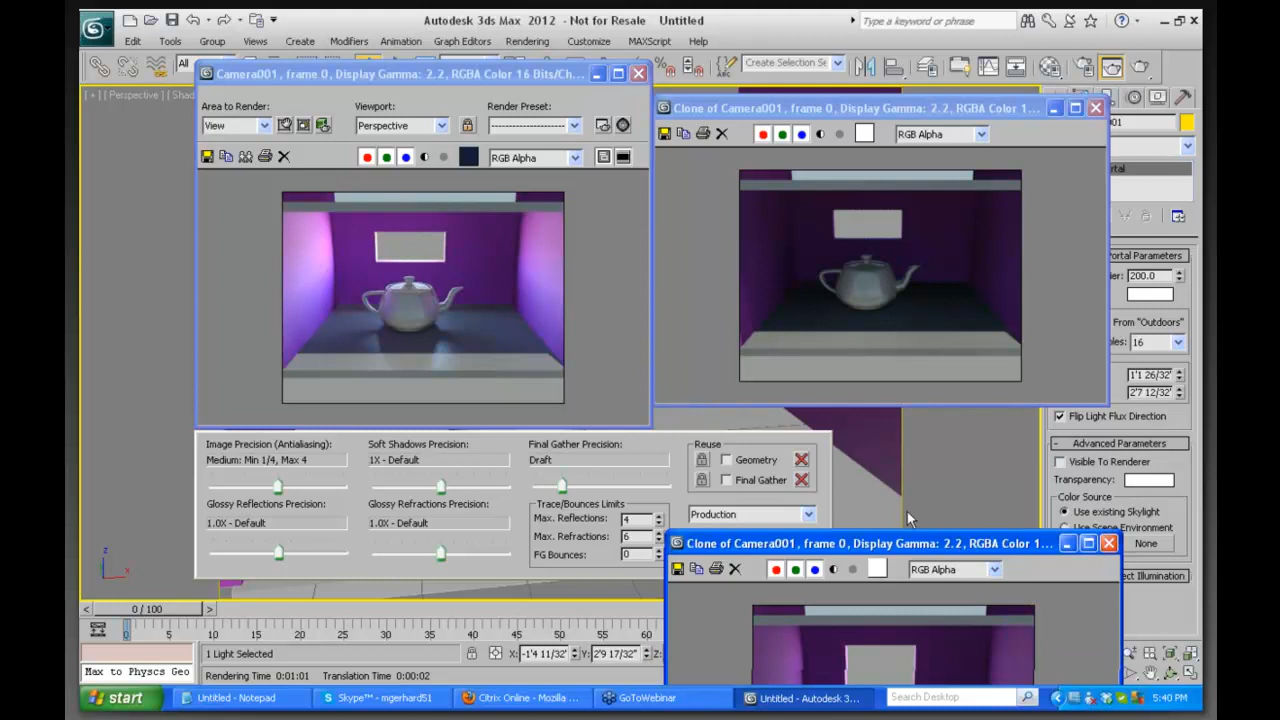 Autodesk 3ds Max 2012 - Not for Resale Untitled
Type a keyword or phrase
Edit Tools Group Views Create Modifiers Animation Graph Editors Rendering Customize MAXScript Help
All
Create Selection Se
[ + ] [ Perspective ] [ Shad
Camera001, frame 0, Display Gamma: 2.2, RGBA Color 16 Bits/Ch...
Area to Render:
View
Viewport:
Perspective
Render Preset:
RGB Alpha
Clone of Camera001, frame 0, Display Gamma: 2.2, RGBA Color 1...
RGB Alpha
001
Portal Parameters
200.0
From "Outdoors"
16
1'1 26/32'
2'7 12/32'
Flip Light Flux Direction
Advanced Parameters
Visible To Renderer
Transparency:
Color Source
Use existing Skylight
Use Scene Environment
None
Image Precision (Antialiasing):
Medium: Min 1/4, Max 4
Soft Shadows Precision:
1X - Default
Final Gather Precision:
Draft
Glossy Reflections Precision:
1.0X - Default
Glossy Refractions Precision:
1.0X - Default
Trace/Bounces Limits
Max. Reflections: 4
Max. Refractions: 6
FG Bounces: 0
Reuse
Geometry
Final Gather
Production
Clone of Camera001, frame 0, Display Gamma: 2.2, RGBA Color 1...
RGB Alpha
0 / 100
0 5 10 15 20 25 30 35 40 45 50 55 60
1 Light Selected
X: -1'4 11/32' Y: 2'9 17/32" Z:
Max to Physcs Geo
Rendering Time 0:01:01 Translation Time 0:00:02
start
Untitled - Notepad
Skype™ - mgerhard51
Citrix Online - Mozilla ...
GoToWebinar
Untitled - Autodesk 3...
Search Desktop
5:40 PM